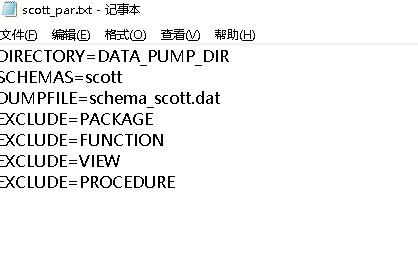 scott_par.txt - 记事本
文件(F) 编辑(E) 格式(O) 查看(V) 帮助(H)
DIRECTORY=DATA_PUMP_DIR
SCHEMAS=scott
DUMPFILE=schema_scott.dat
EXCLUDE=PACKAGE
EXCLUDE=FUNCTION
EXCLUDE=VIEW
EXCLUDE=PROCEDURE